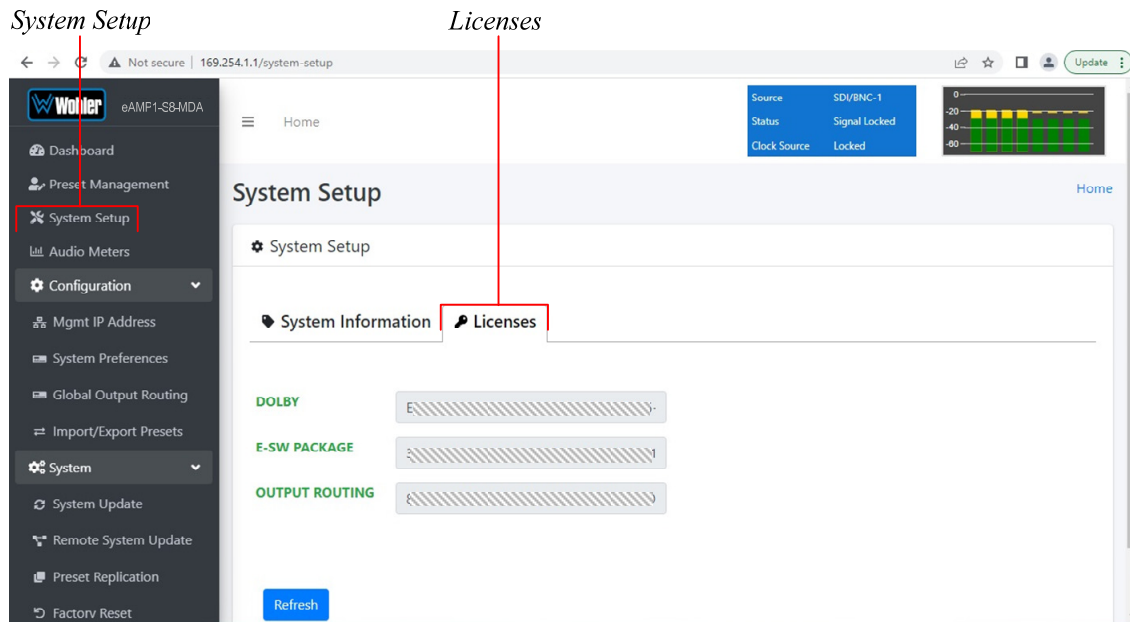 System Setup
Licenses
Not secure | 169.254.1.1/system-setup
Update
Wohler
eAMP1-S8-MDA
Home
Source SDI/BNC-1
Status Signal Locked
Clock Source Locked
0
-20
-40
-60
Dashboard
Preset Management
System Setup
Audio Meters
Configuration
Mgmt IP Address
System Preferences
Global Output Routing
Import/Export Presets
System
System Update
Remote System Update
Preset Replication
Factory Reset
System Setup
Home
System Setup
System Information
Licenses
DOLBY
E-SW PACKAGE
OUTPUT ROUTING
Refresh